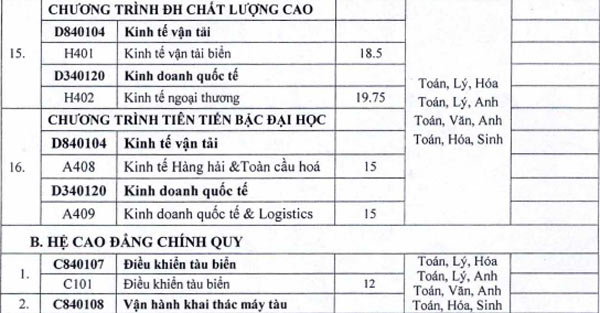 CHƯƠNG TRÌNH ĐH CHẤT LƯỢNG CAO
15.
D840104 Kinh tế vận tải
H401 Kinh tế vận tải biển 18.5
D340120 Kinh doanh quốc tế
H402 Kinh tế ngoại thương 19.75
Toán, Lý, Hóa
Toán, Lý, Anh
Toán, Văn, Anh
Toán, Hóa, Sinh
CHƯƠNG TRÌNH TIÊN TIẾN BẬC ĐẠI HỌC
16.
D840104 Kinh tế vận tải
A408 Kinh tế Hàng hải &Toàn cầu hoá 15
D340120 Kinh doanh quốc tế
A409 Kinh doanh quốc tế & Logistics 15
B. HỆ CAO ĐẲNG CHÍNH QUY
1.
C840107 Điều khiển tàu biển
C101 Điều khiển tàu biển 12
2. C840108 Vận hành khai thác máy tàu
Toán, Lý, Hóa
Toán, Lý, Anh
Toán, Văn, Anh
Toán, Hóa, Sinh